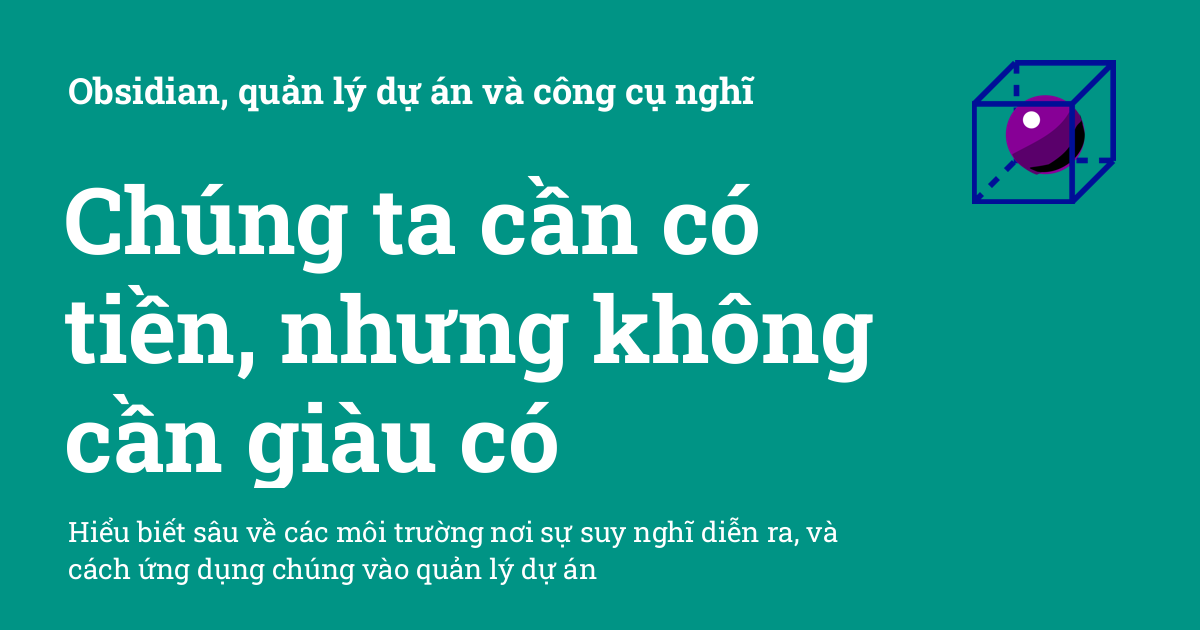 Obsidian, quản lý dự án và công cụ nghĩ
Chúng ta cần có
tiền, nhưng không
cần giàu có
Hiểu biết sâu về các môi trường nơi sự suy nghĩ diễn ra, và
cách ứng dụng chúng vào quản lý dự án